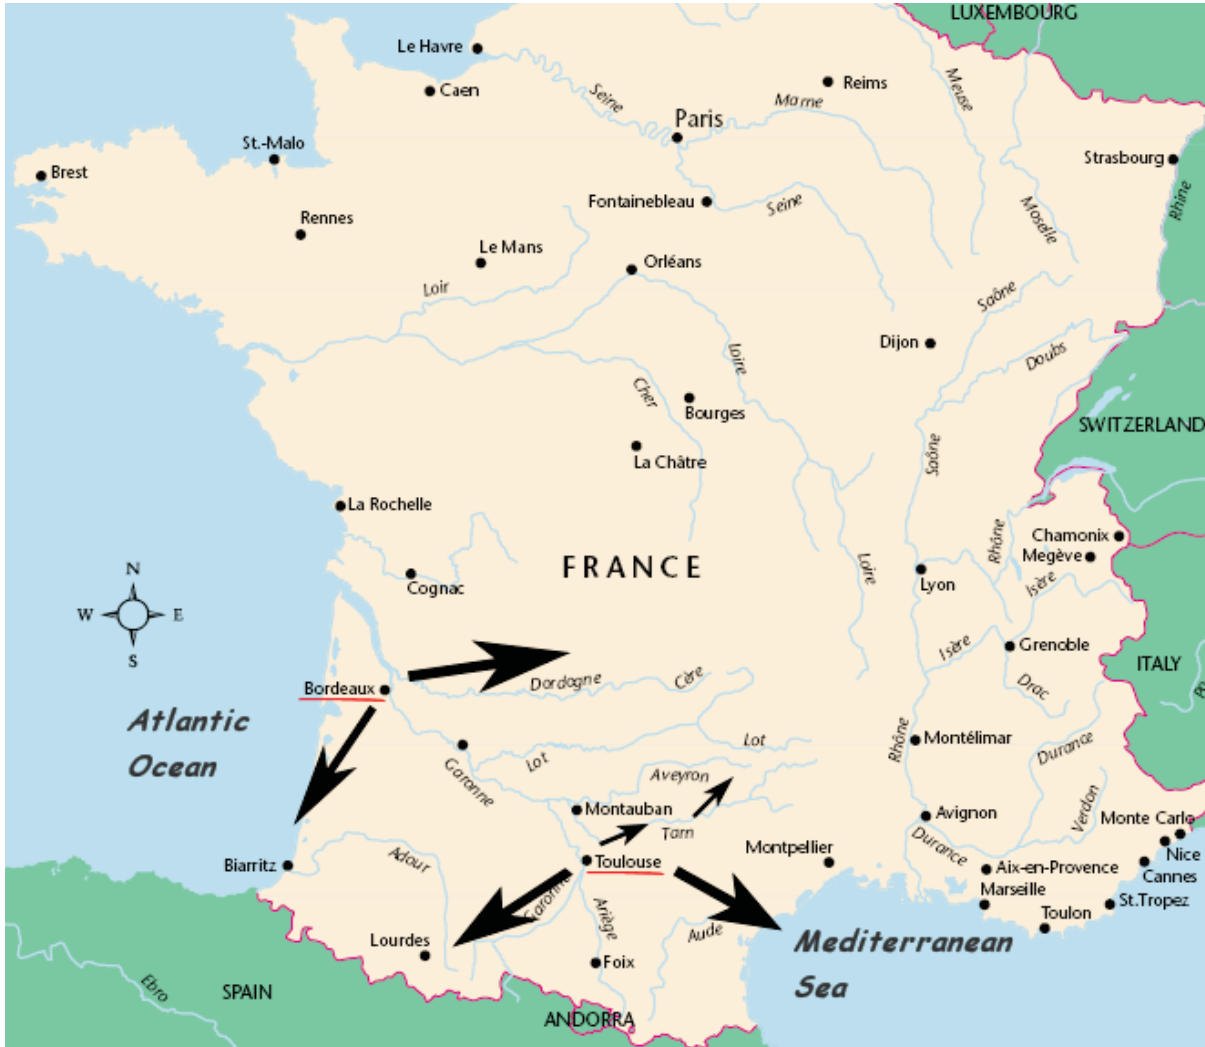 LUXEMBOURG
Le Havre
Caen
Seine
Paris
Marne
Reims
Meuse
St.-Malo
Brest
Strasbourg
Rhine
Fontainebleau
Seine
Moselle
Rennes
Le Mans
Orléans
Loir
Saône
Dijon
Loire
Doubs
Cher
Bourges
SWITZERLAND
La Châtre
Saône
La Rochelle
Rhône
Chamonix
Megève
FRANCE
Loire
Lyon
Isère
Cognac
N
W
E
S
Isère
Grenoble
ITALY
Bordeaux
Dordogne
Cère
Drac
Po
Atlantic
Ocean
Lot
Lot
Rhône
Montélimar
Durance
Garonne
Aveyron
Montauban
Tarn
Avignon
Verdon
Monte Carlo
Durance
Nice
Biarritz
Adour
Toulouse
Montpellier
Aix-en-Provence
Cannes
Garonne
Marseille
St.Tropez
Ariège
Toulon
Lourdes
Aude
Mediterranean
Sea
Foix
Ebro
SPAIN
ANDORRA